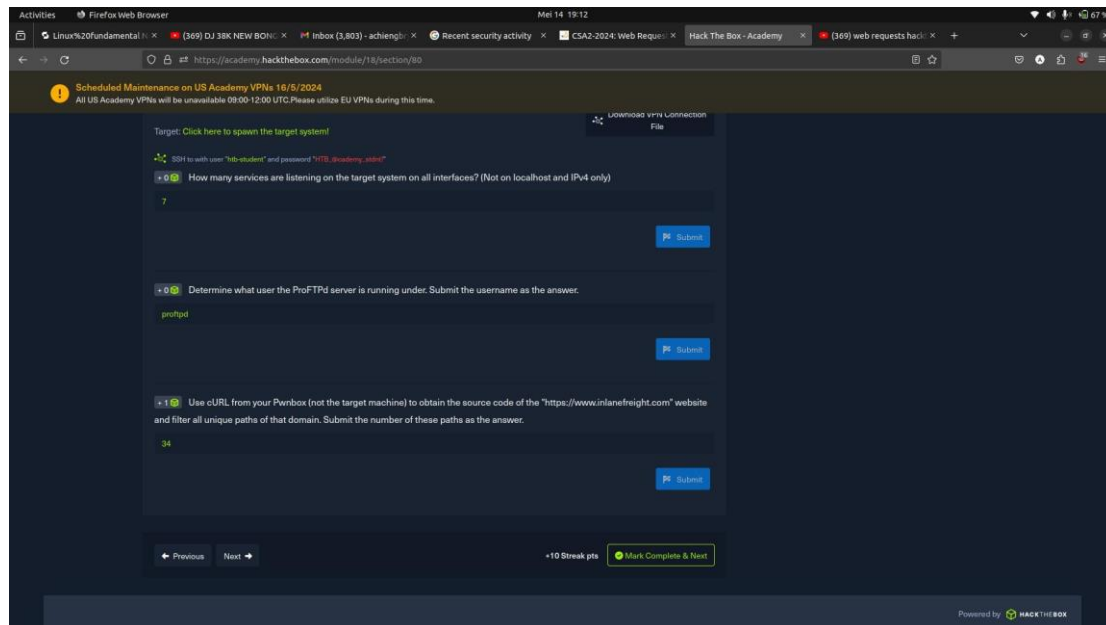 Activities Firefox Web Browser Mei 14 19:12 67 %
Linux%20fundamental × (369) DJ 38K NEW BONG × Inbox (3,803) - achiengbr × Recent security activity × CSA2-2024: Web Reques × Hack The Box - Academy × (369) web requests hack × +
https://academy.hackthebox.com/module/18/section/80
Scheduled Maintenance on US Academy VPNs 16/5/2024
All US Academy VPNs will be unavailable 09:00-12:00 UTC.Please utilize EU VPNs during this time.
Download VPN Connection
File
Target: Click here to spawn the target system!
SSH to with user "htb-student" and password
+ 0 How many services are listening on the target system on all interfaces? (Not on localhost and IPv4 only)
7
Submit
+ 0 Determine what user the ProFTPd server is running under. Submit the username as the answer.
proftpd
Submit
+ 1 Use cURL from your Pwnbox (not the target machine) to obtain the source code of the "https://www.inlanefreight.com" website
and filter all unique paths of that domain. Submit the number of these paths as the answer.
34
Submit
Previous Next +10 Streak pts Mark Complete & Next
Powered by HACKTHEBOX